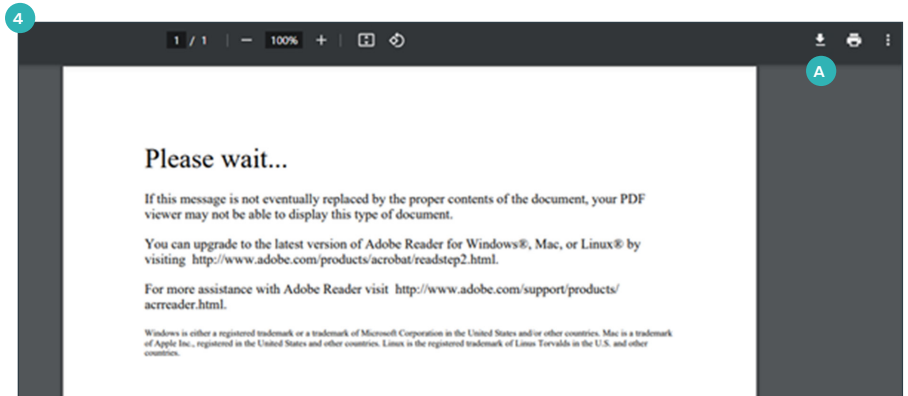 4
1 / 1 | — 100% + |
A
Please wait...
If this message is not eventually replaced by the proper contents of the document, your PDF
viewer may not be able to display this type of document.
You can upgrade to the latest version of Adobe Reader for Windows®, Mac, or Linux® by
visiting http://www.adobe.com/products/acrobat/readstep2.html.
For more assistance with Adobe Reader visit http://www.adobe.com/support/products/
acrreader.html.
Windows is either a registered trademark or a trademark of Microsoft Corporation in the United States and/or other countries. Mac is a trademark
of Apple Inc., registered in the United States and other countries. Linux is the registered trademark of Linus Torvalds in the U.S. and other
countries.